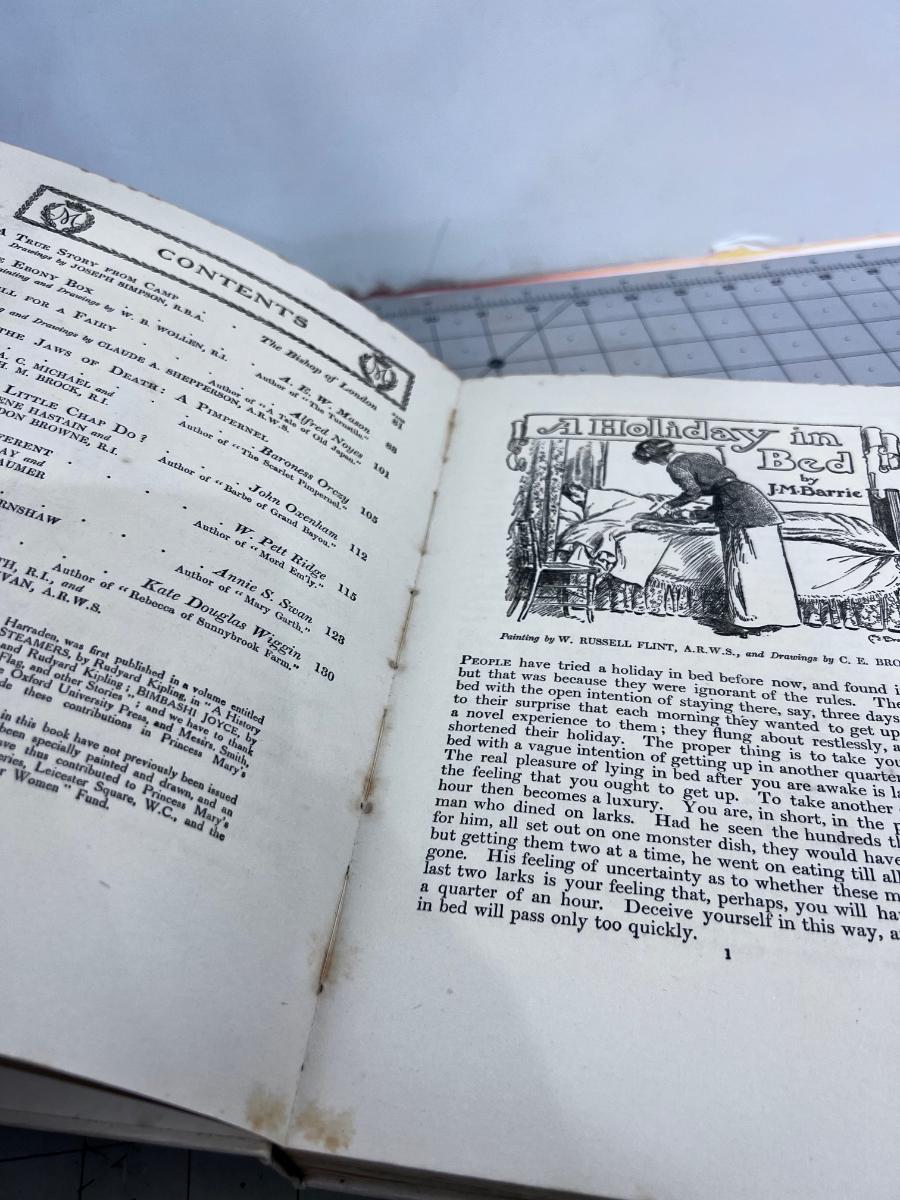 M
CONTENTS
M
PAGE
A TRUE STORY FROM CAMP . . The Bishop of London 81
Drawings by JOSEPH SIMPSON, R.B.A.
EBONY BOX . . . A. E. W. Mason 88
Painting and Drawings by W. B. WOLLEN, R.I. Author of "The Turnstile."
FOR A FAIRY . . . Alfred Noyes 101
and Drawings by CLAUDE A. SHEPPERSON, A.R.W.S. Author of "A Tale of Old Japan."
THE JAWS OF DEATH: A PIMPERNEL . Baroness Orczy 105
A. C. MICHAEL and Author of "The Scarlet Pimpernel."
H. M. BROCK, R.I.
LITTLE CHAP DO? . . John Oxenham 112
HASTAIN and Author of "Barbe of Grand Bayou."
BROWNE, R.I.
. . . W. Pett Ridge 115
and Author of "Mord Em'ly."
. . . Annie S. Swan 123
Author of "Mary Garth."
. . . Kate Douglas Wiggin 130
R.I., and Author of "Rebecca of Sunnybrook Farm."
A.R.W.S.
Harraden, was first published in a volume entitled
STEAMERS, by Rudyard Kipling, in "A History
and Rudyard Kipling; BIMBASHI JOYCE, by
Flag, and other Stories"; and we have to thank
Oxford University Press, and Messrs. Smith,
these contributions in Princess Mary's
in this book have not previously been issued
been specially painted and drawn, and an
thus contributed to Princess Mary's
Leicester Square, W.C., and the
Women" Fund.
A Holiday in
Bed
by
J.M.Barrie
Painting by W. RUSSELL FLINT, A.R.W.S., and Drawings by C. E.
PEOPLE have tried a holiday in bed before now, and found
but that was because they were ignorant of the rules.
bed with the open intention of staying there, say, three days
to their surprise that each morning they wanted to get up
a novel experience to them; they flung about restlessly,
shortened their holiday. The proper thing is to take
bed with a vague intention of getting up in another quarter
The real pleasure of lying in bed after you are awake is
the feeling that you ought to get up. To take another
hour then becomes a luxury. You are, in short, in the
man who dined on larks. Had he seen the hundreds
for him, all set out on one monster dish, they would have
but getting them two at a time, he went on eating till all
gone. His feeling of uncertainty as to whether these
last two larks is your feeling that, perhaps, you will
a quarter of an hour. Deceive yourself in this way,
in bed will pass only too quickly.
1